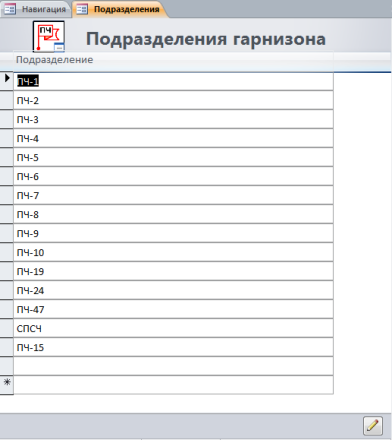 Навигация Подразделения
ПЧ
Подразделения гарнизона
Подразделение
ПЧ-1
ПЧ-2
ПЧ-3
ПЧ-4
ПЧ-5
ПЧ-6
ПЧ-7
ПЧ-8
ПЧ-9
ПЧ-10
ПЧ-19
ПЧ-24
ПЧ-47
СПСЧ
ПЧ-15